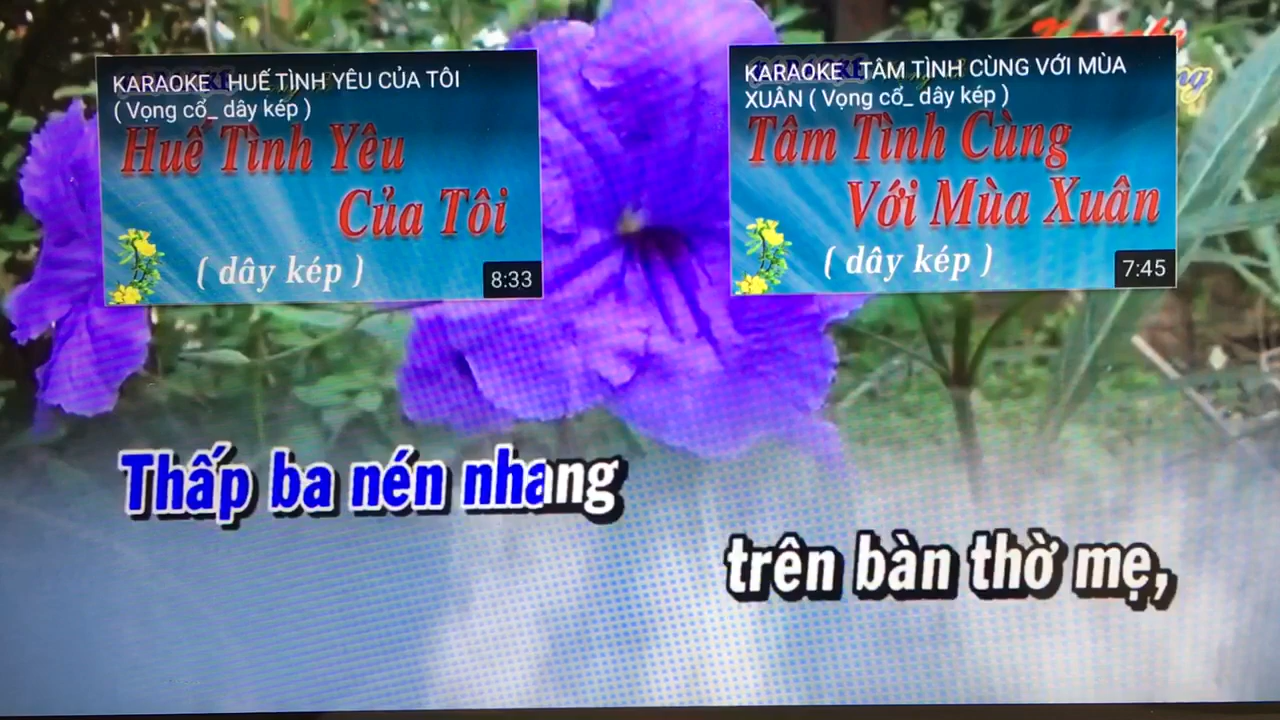 KARAOKE HUẾ TÌNH YÊU CỦA TÔI
( Vọng cổ_ dây kép )
Huế Tình Yêu
Của Tôi
( dây kép )
8:33
KARAOKE TÂM TÌNH CÙNG VỚI MÙA
XUÂN ( Vọng cổ_ dây kép )
Tâm Tình Cùng
Với Mùa Xuân
( dây kép )
7:45
Thấp ba nén nhang
trên bàn thờ mẹ,